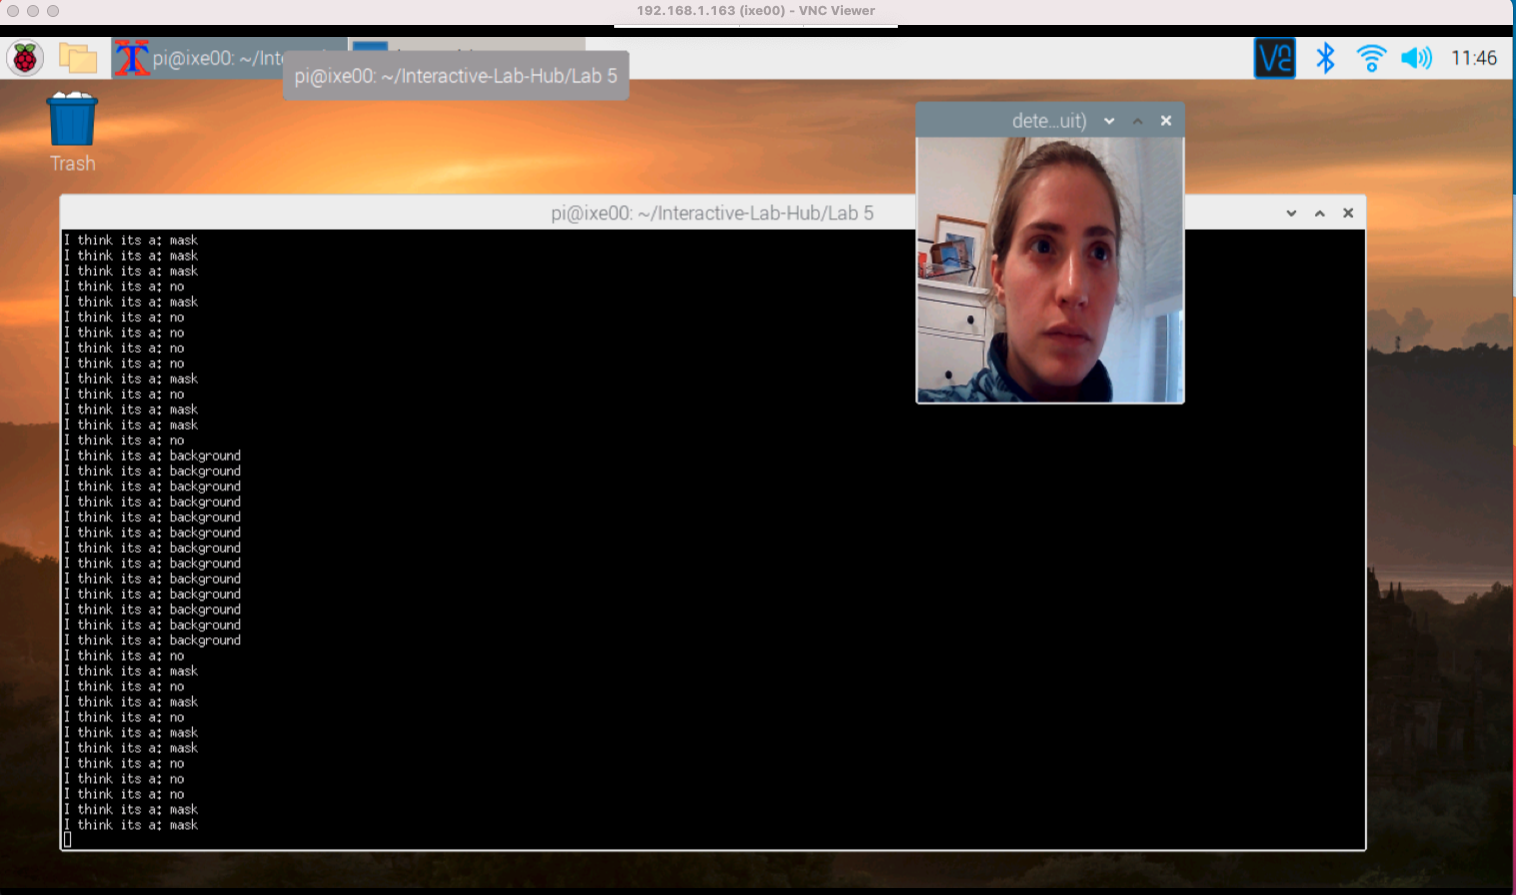 192.168.1.163 (ixe00) - VNC Viewer
pi@ixe00: ~/Inte
11:46
pi@ixe00: ~/Interactive-Lab-Hub/Lab 5
Trash
dete...uit)
pi@ixe00: ~/Interactive-Lab-Hub/Lab 5
I think its a: mask
I think its a: mask
I think its a: mask
I think its a: no
I think its a: mask
I think its a: no
I think its a: no
I think its a: no
I think its a: no
I think its a: mask
I think its a: no
I think its a: mask
I think its a: mask
I think its a: no
I think its a: background
I think its a: background
I think its a: background
I think its a: background
I think its a: background
I think its a: background
I think its a: background
I think its a: background
I think its a: background
I think its a: background
I think its a: background
I think its a: background
I think its a: background
I think its a: no
I think its a: mask
I think its a: no
I think its a: mask
I think its a: no
I think its a: mask
I think its a: mask
I think its a: no
I think its a: no
I think its a: no
I think its a: mask
I think its a: mask